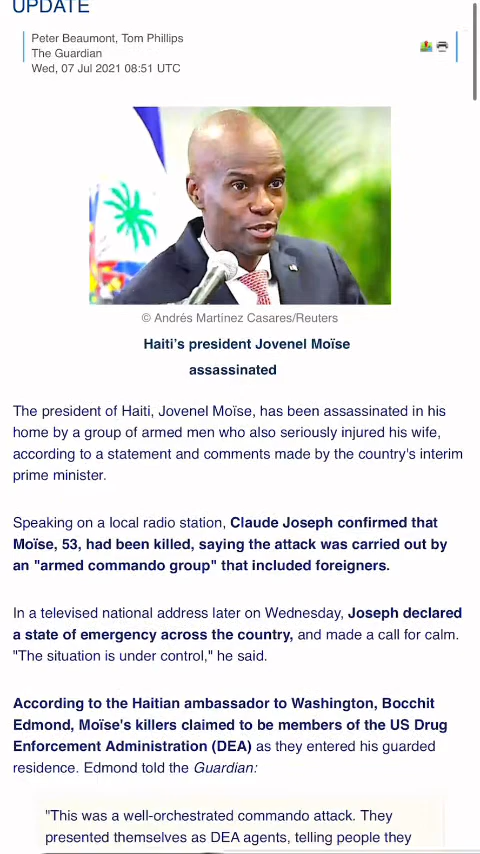 UPDATE
Peter Beaumont, Tom Phillips
The Guardian
Wed, 07 Jul 2021 08:51 UTC
© Andrés Martinez Casares/Reuters
Haiti's president Jovenel Moïse
assassinated
The president of Haiti, Jovenel Moïse, has been assassinated in his
home by a group of armed men who also seriously injured his wife,
according to a statement and comments made by the country's interim
prime minister.
Speaking on a local radio station, Claude Joseph confirmed that
Moïse, 53, had been killed, saying the attack was carried out by
an "armed commando group" that included foreigners.
In a televised national address later on Wednesday, Joseph declared
a state of emergency across the country, and made a call for calm.
"The situation is under control," he said.
According to the Haitian ambassador to Washington, Bocchit
Edmond, Moïse's killers claimed to be members of the US Drug
Enforcement Administration (DEA) as they entered his guarded
residence. Edmond told the Guardian:
"This was a well-orchestrated commando attack. They
presented themselves as DEA agents, telling people they